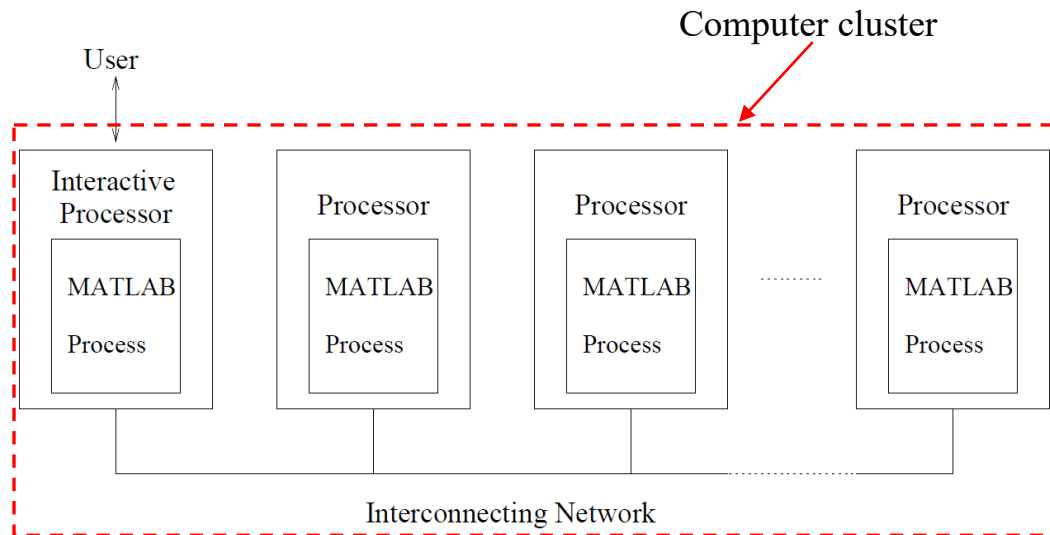 Computer cluster
User
Interactive
Processor
MATLAB
Process
Processor
MATLAB
Process
Processor
MATLAB
Process
Processor
MATLAB
Process
Interconnecting Network